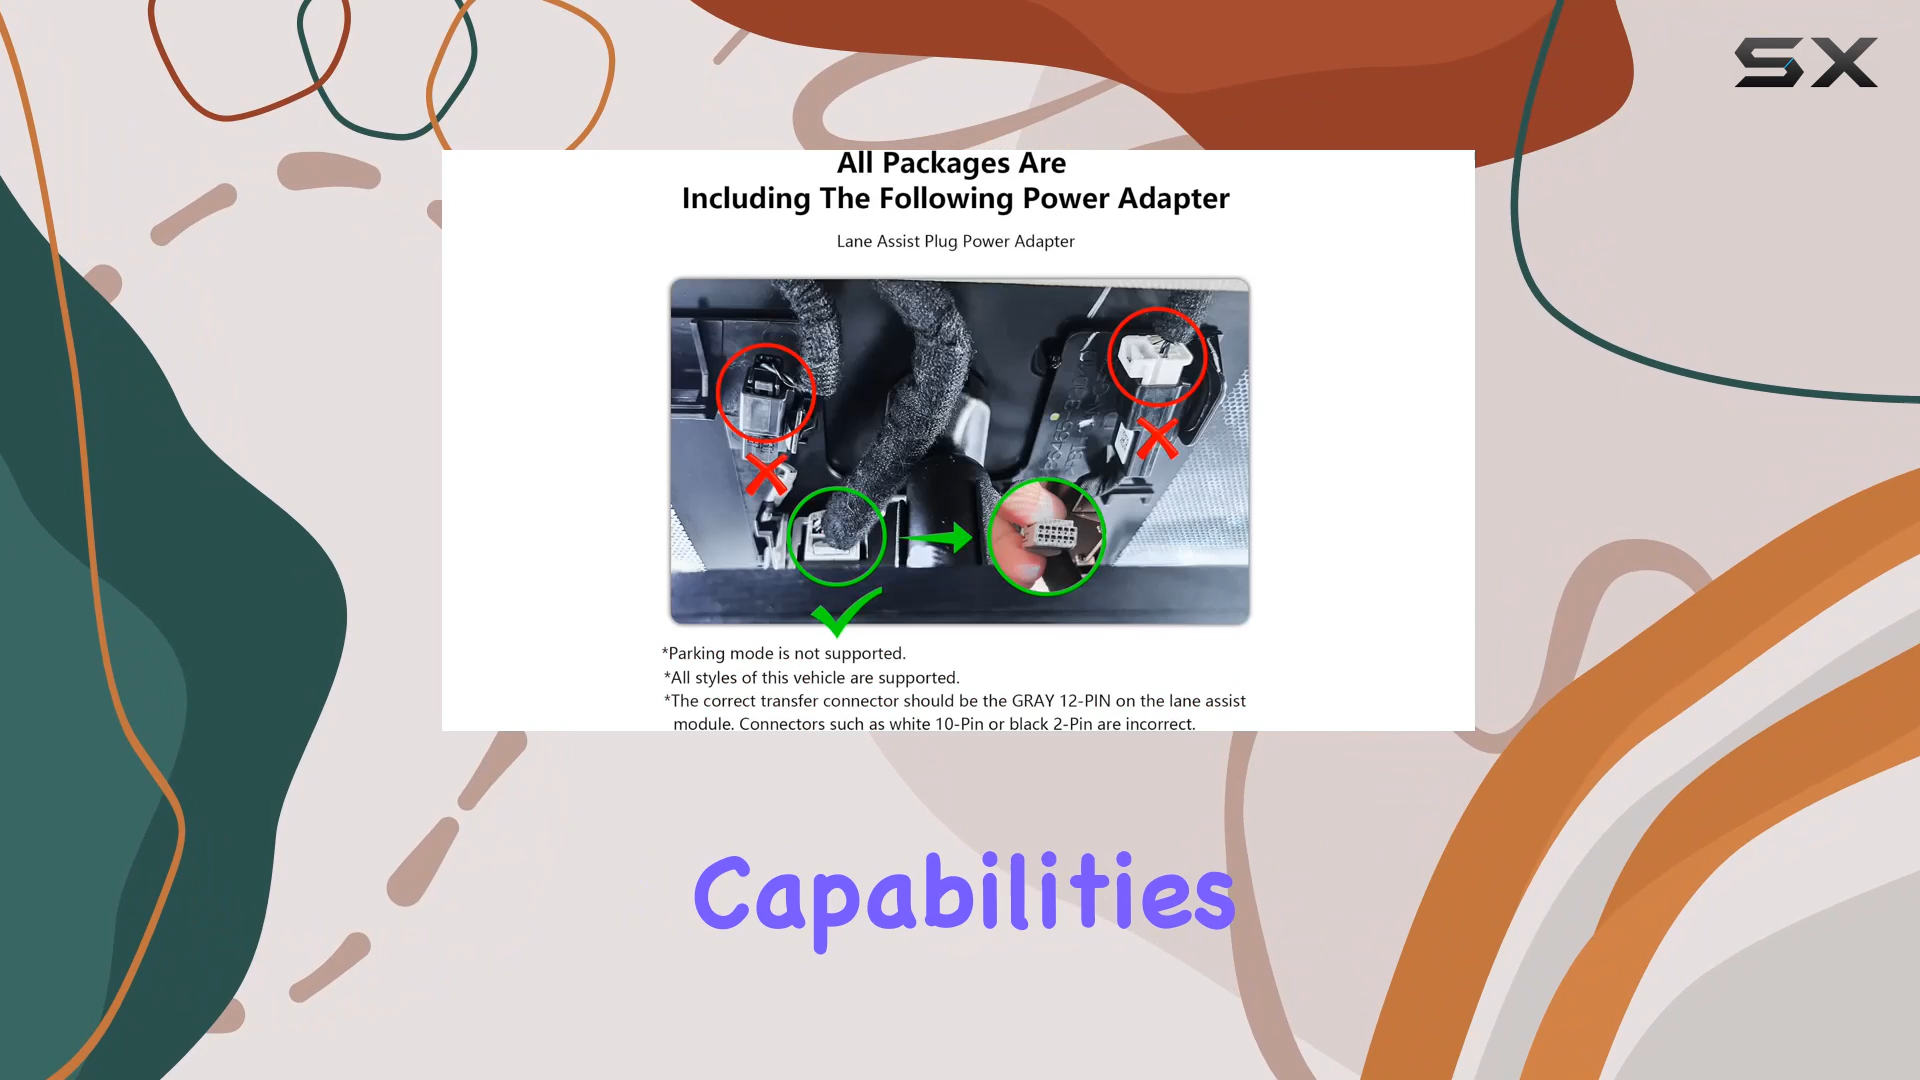 SX
All Packages Are
Including The Following Power Adapter
Lane Assist Plug Power Adapter
*Parking mode is not supported.
*All styles of this vehicle are supported.
*The correct transfer connector should be the GRAY 12-PIN on the lane assist
module. Connectors such as white 10-Pin or black 2-Pin are incorrect.
Capabilities